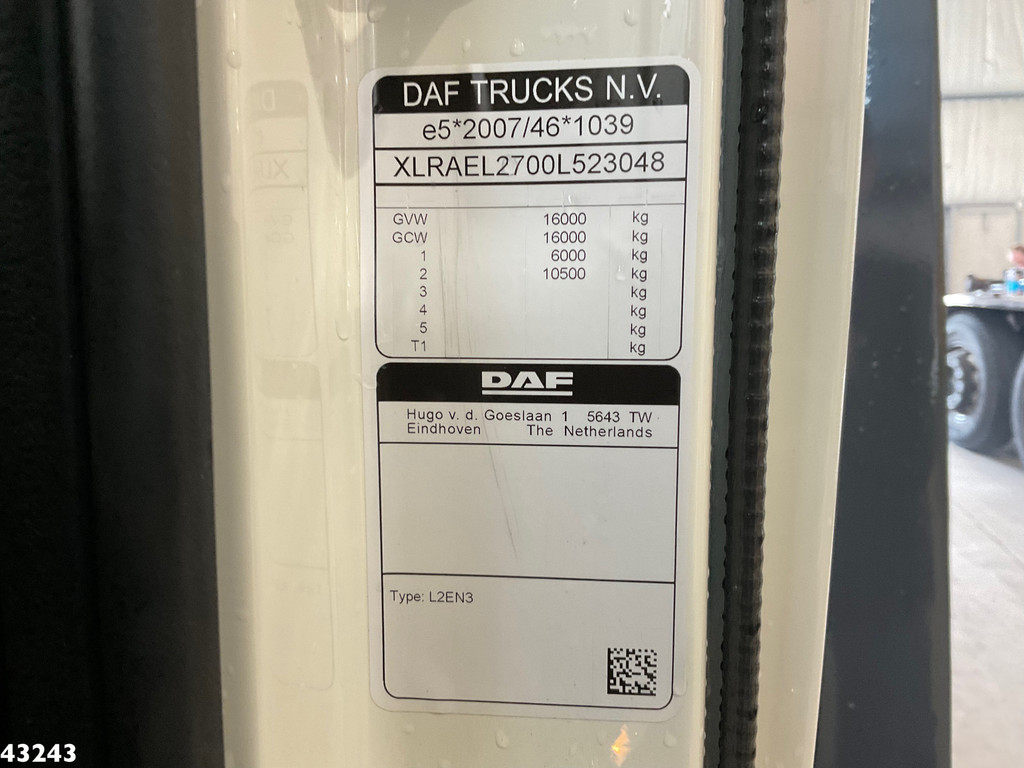 DAF TRUCKS N.V.
e5*2007/46*1039
XLRAEL2700L523048
GVW 16000 kg
GCW 16000 kg
1 6000 kg
2 10500 kg
3 kg
4 kg
5 kg
T1 kg
DAF
Hugo v. d. Goeslaan 1 5643 TW
Eindhoven The Netherlands
Type: L2EN3
43243